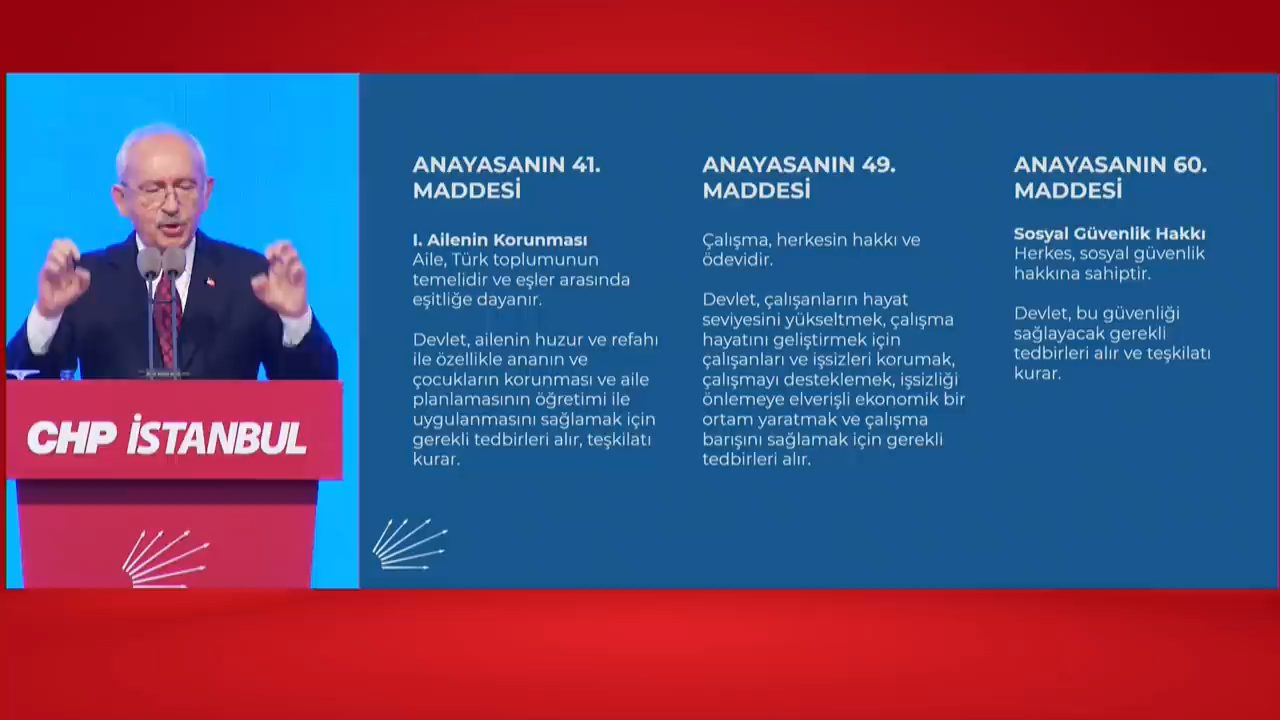 CHP İSTANBUL
ANAYASANIN 41.
MADDESİ
I. Ailenin Korunması
Aile, Türk toplumunun
temelidir ve eşler arasında
eşitliğe dayanır.
Devlet, ailenin huzur ve refahı
ile özellikle ananın ve
çocukların korunması ve aile
planlamasının öğretimi ile
uygulanmasını sağlamak için
gerekli tedbirleri alır, teşkilatı
kurar.
ANAYASANIN 49.
MADDESİ
Çalışma, herkesin hakkı ve
ödevidir.
Devlet, çalışanların hayat
seviyesini yükseltmek, çalışma
hayatını geliştirmek için
çalışanları ve işsizleri korumak,
çalışmayı desteklemek, işsizliği
önlemeye elverişli ekonomik bir
ortam yaratmak ve çalışma
barışını sağlamak için gerekli
tedbirleri alır.
ANAYASANIN 60.
MADDESİ
Sosyal Güvenlik Hakkı
Herkes, sosyal güvenlik
hakkına sahiptir.
Devlet, bu güvenliği
sağlayacak gerekli
tedbirleri alır ve teşkilatı
kurar.